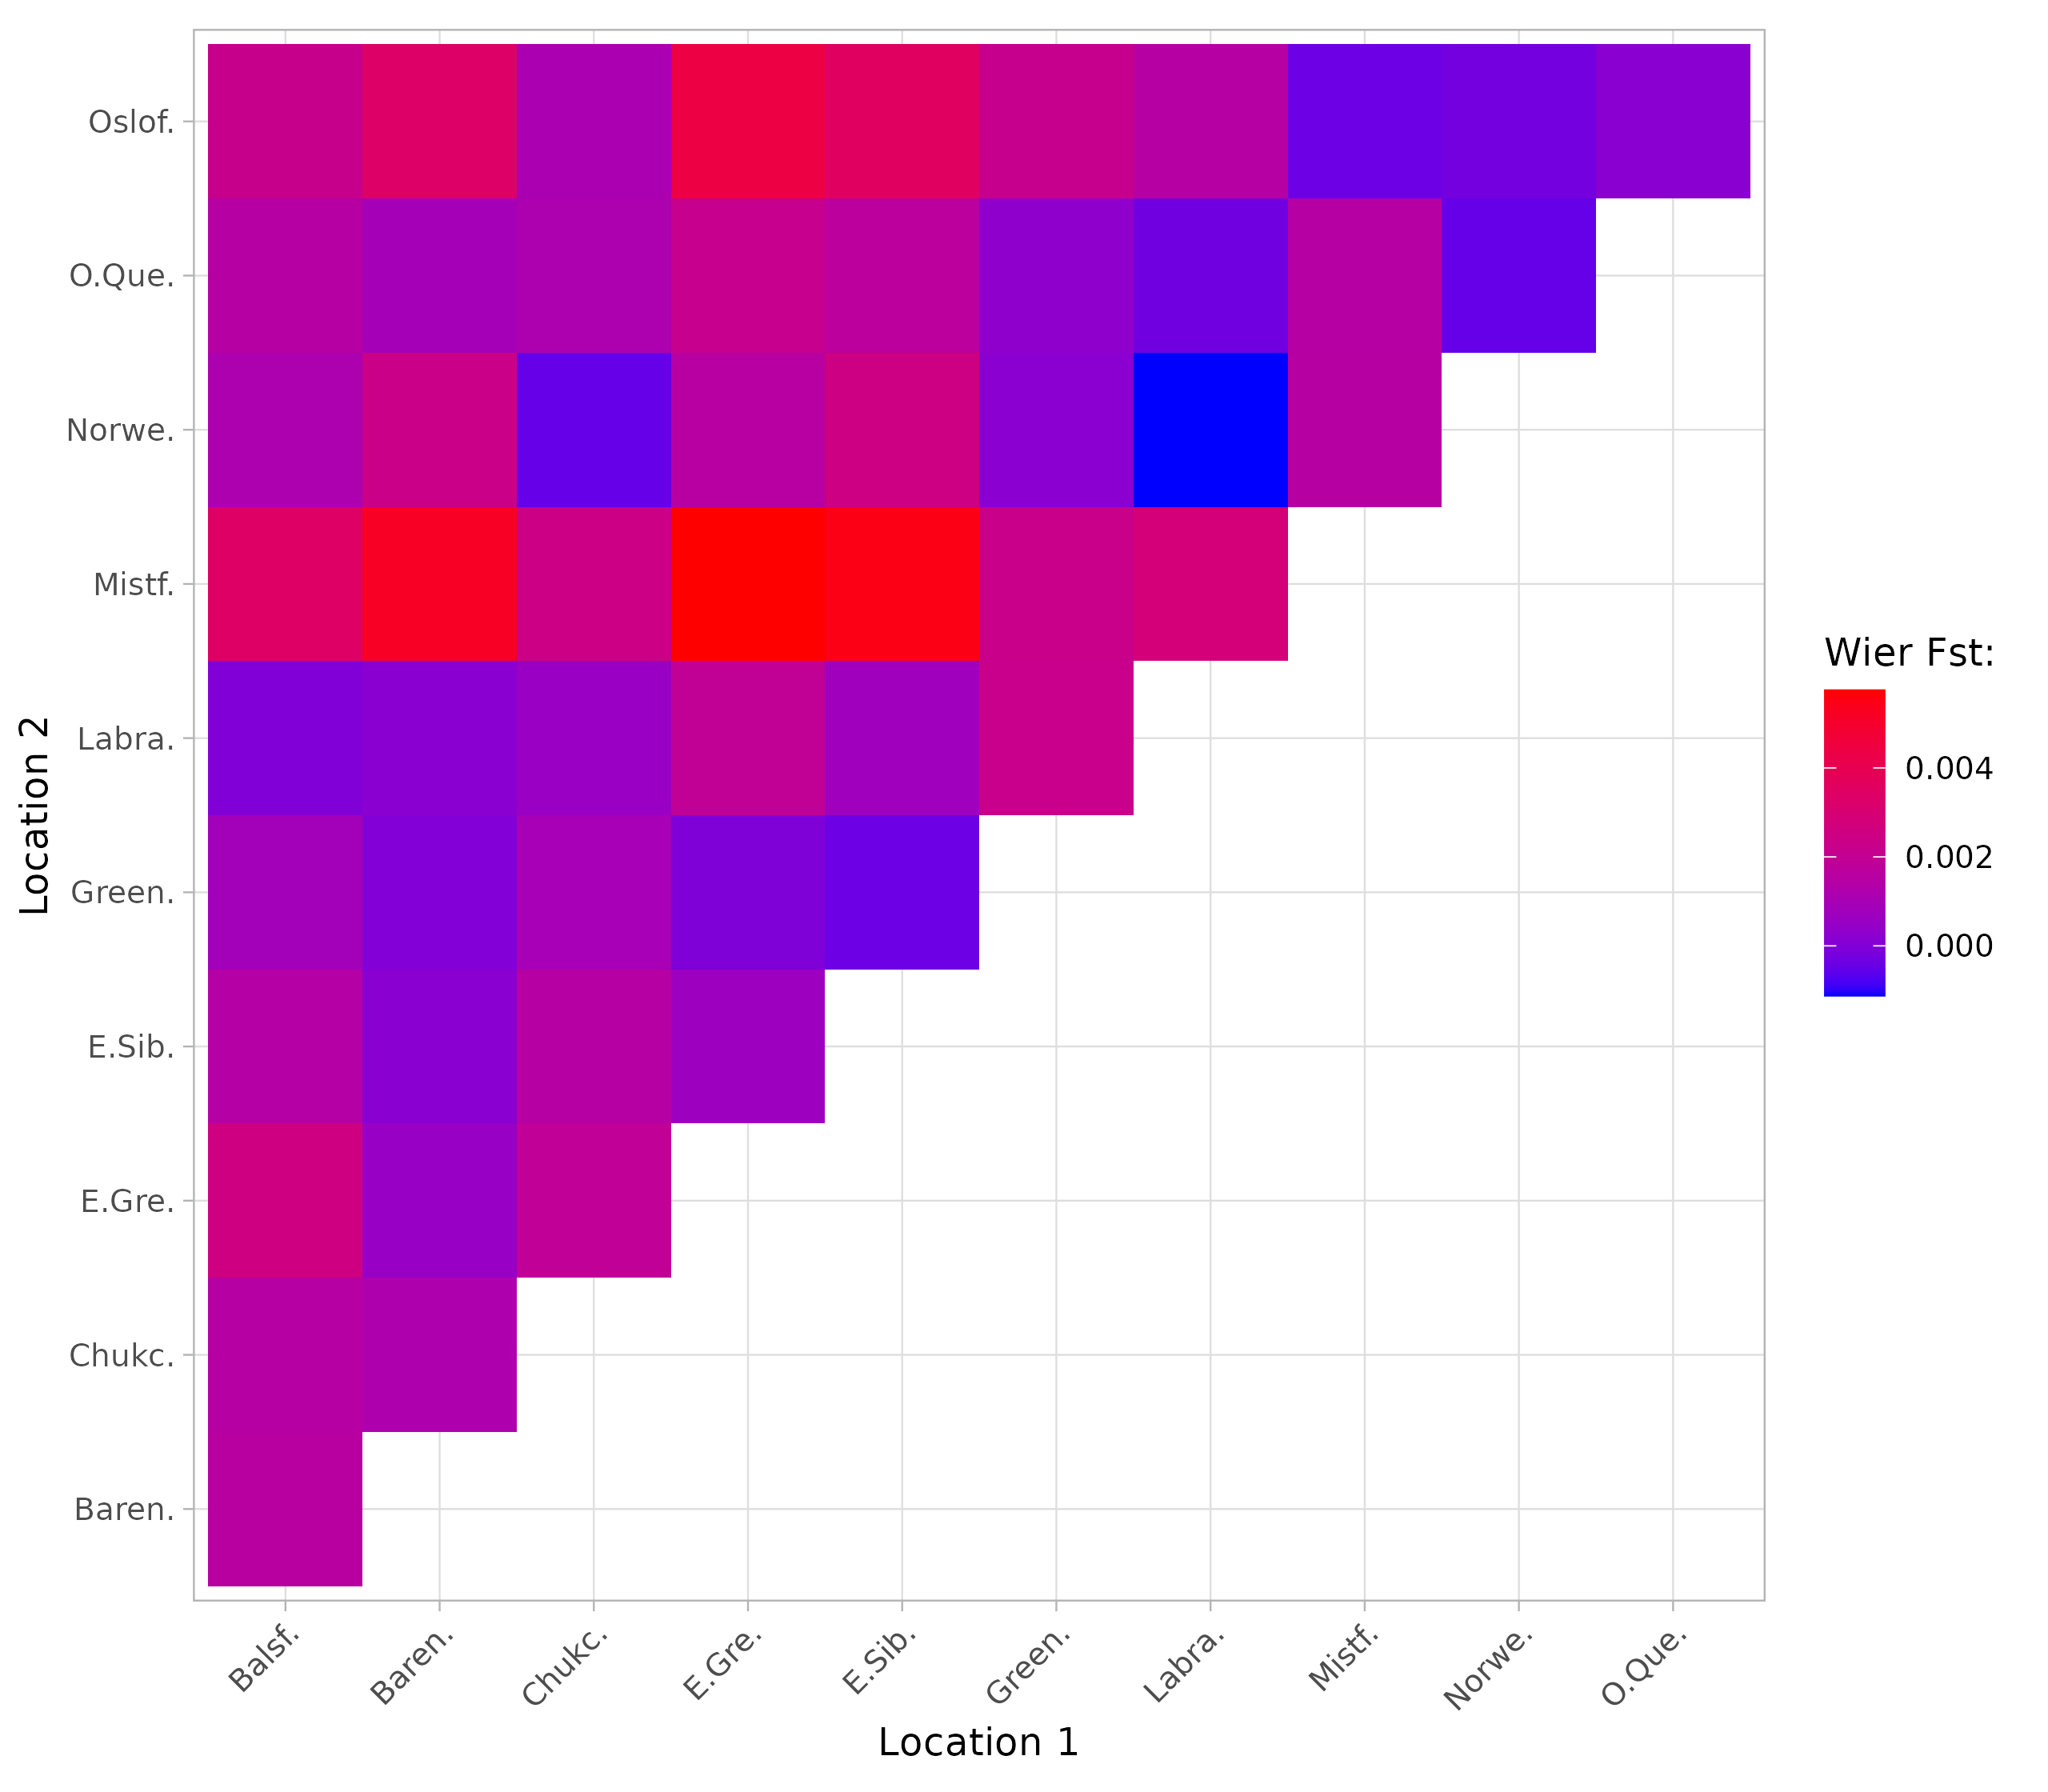 Oslof.
O.Que.
Norwe.
Mistf.
Labra.
Green.
E.Sib.
E.Gre.
Chukc.
Baren.
Location 2
Balsf.
Baren.
Chukc.
E.Gre.
E.Sib.
Green.
Labra.
Mistf.
Norwe.
O.Que.
Location 1
Wier Fst:
0.004
0.002
0.000